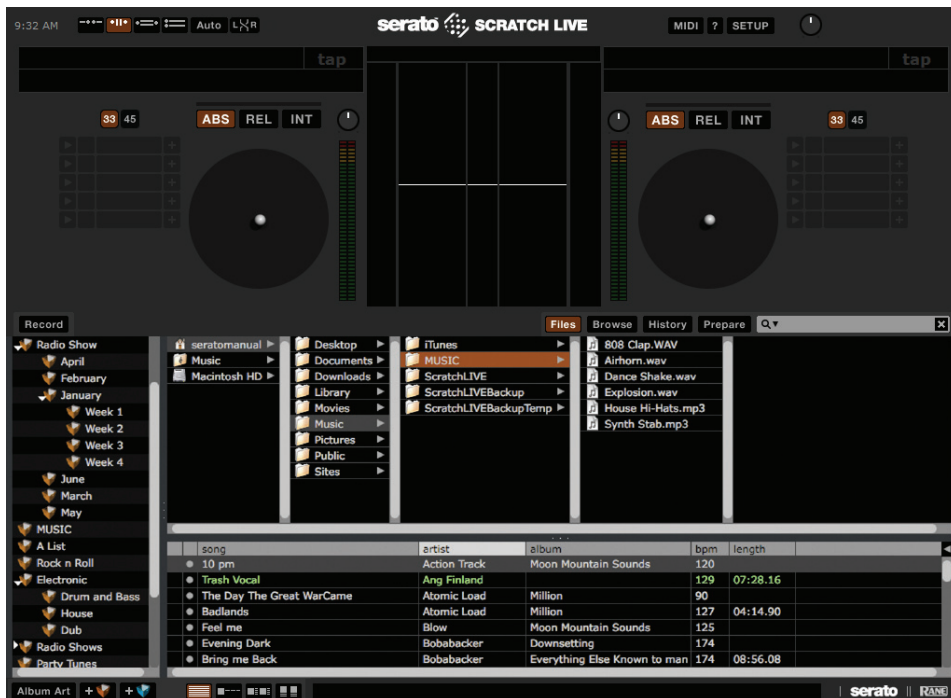 9:32 AM Auto L R serato SCRATCH LIVE MIDI ? SETUP
tap tap
33 45 ABS REL INT ABS REL INT 33 45
Record Files Browse History Prepare
Radio Show
April
February
January
Week 1
Week 2
Week 3
Week 4
June
March
May
MUSIC
A List
Rock n Roll
Electronic
Drum and Bass
House
Dub
Radio Shows
Party Tunes
seratomanual
Music
Macintosh HD
Desktop
Documents
Downloads
Library
Movies
Music
Pictures
Public
Sites
iTunes
MUSIC
ScratchLIVE
ScratchLIVEBackup
ScratchLIVEBackupTemp
808 Clap.WAV
Airhorn.wav
Dance Shake.wav
Explosion.wav
House Hi-Hats.mp3
Synth Stab.mp3
song artist album bpm length
10 pm Action Track Moon Mountain Sounds 120
Trash Vocal Ang Finland 129 07:28.16
The Day The Great WarCame Atomic Load Million 90
Badlands Atomic Load Million 127 04:14.90
Feel me Blow Moon Mountain Sounds 125
Evening Dark Bobabacker Downsetting 174
Bring me Back Bobabacker Everything Else Known to man 174 08:56.08
Album Art serato RANE